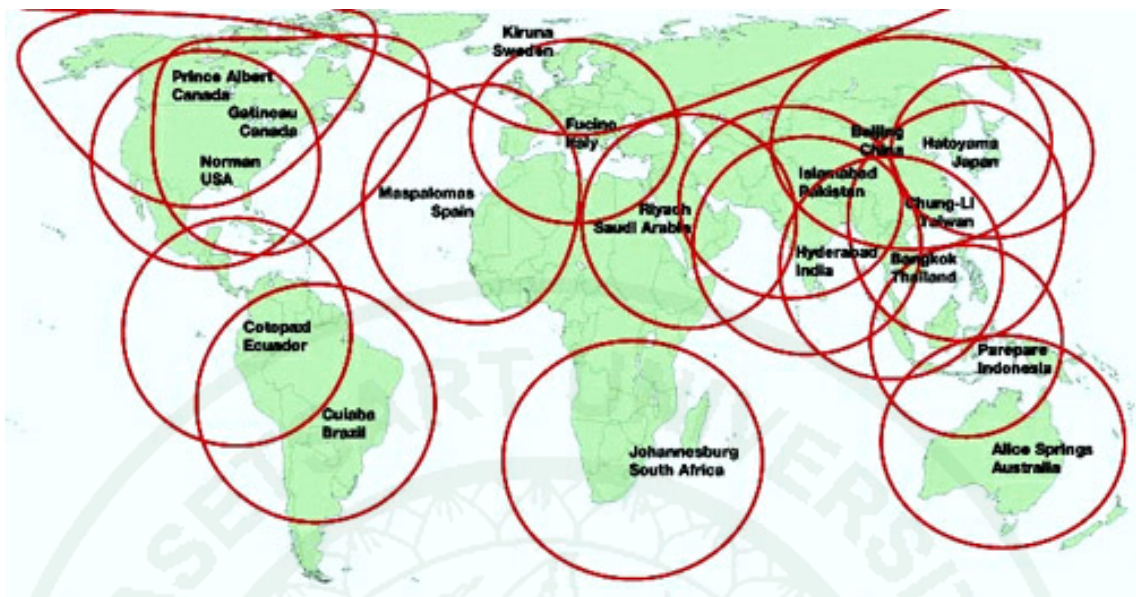 Kiruna
Sweden
Prince Albert
Canada
Gatineau
Canada
Norman
USA
Fucino
Italy
Maspalomas
Spain
Riyadh
Saudi Arabia
Beijing
China
Hatoyama
Japan
Islamabad
Pakistan
Chung-Li
Taiwan
Hyderabad
India
Bangkok
Thailand
Cotopaxi
Ecuador
Cuiaba
Brazil
Parepare
Indonesia
Johannesburg
South Africa
Alice Springs
Australia